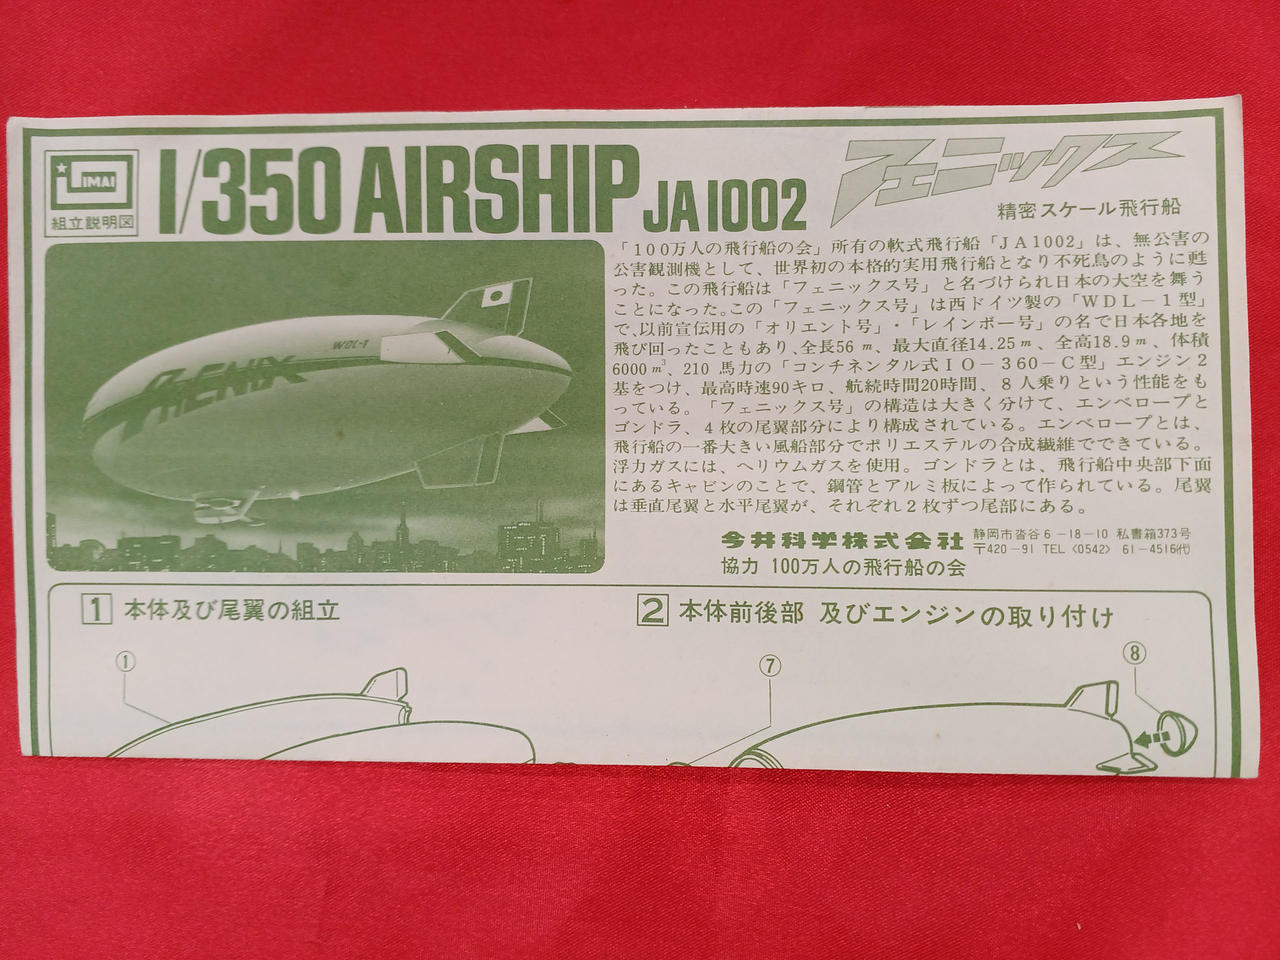 IMAI
組立説明図
1/350 AIRSHIP JA1002
フェニックス
精密スケール飛行船
PHENIX
WDL-1
「100万人の飛行船の会」所有の軟式飛行船「JA1002」は、無公害の
公害観測機として、世界初の本格的実用飛行船となり不死鳥のように甦
った。この飛行船は「フェニックス号」と名づけられ日本の大空を舞う
ことになった。この「フェニックス号」は西ドイツ製の「WDL-1型」
で、以前宣伝用の「オリエント号」・「レインボー号」の名で日本各地を
飛び回ったこともあり、全長56m、最大直径14.25m、全高18.9m、体積
6000m³、210馬力の「コンチネンタル式IO-360-C型」エンジン2
基をつけ、最高時速90キロ、航続時間20時間、8人乗りという性能をも
っている。「フェニックス号」の構造は大きく分けて、エンベロープと
ゴンドラ、4枚の尾翼部分により構成されている。エンベロープとは、
飛行船の一番大きい風船部分でポリエステルの合成繊維でできている。
浮力ガスには、ヘリウムガスを使用。ゴンドラとは、飛行船中央部下面
にあるキャビンのことで、鋼管とアルミ板によって作られている。尾翼
は垂直尾翼と水平尾翼が、それぞれ2枚ずつ尾部にある。
今井科学株式会社 静岡市沓谷6-18-10 私書箱373号
〒420-91 TEL〈0542〉61-4516(代)
協力 100万人の飛行船の会
1 本体及び尾翼の組立
2 本体前後部 及びエンジンの取り付け
①
⑦
⑧